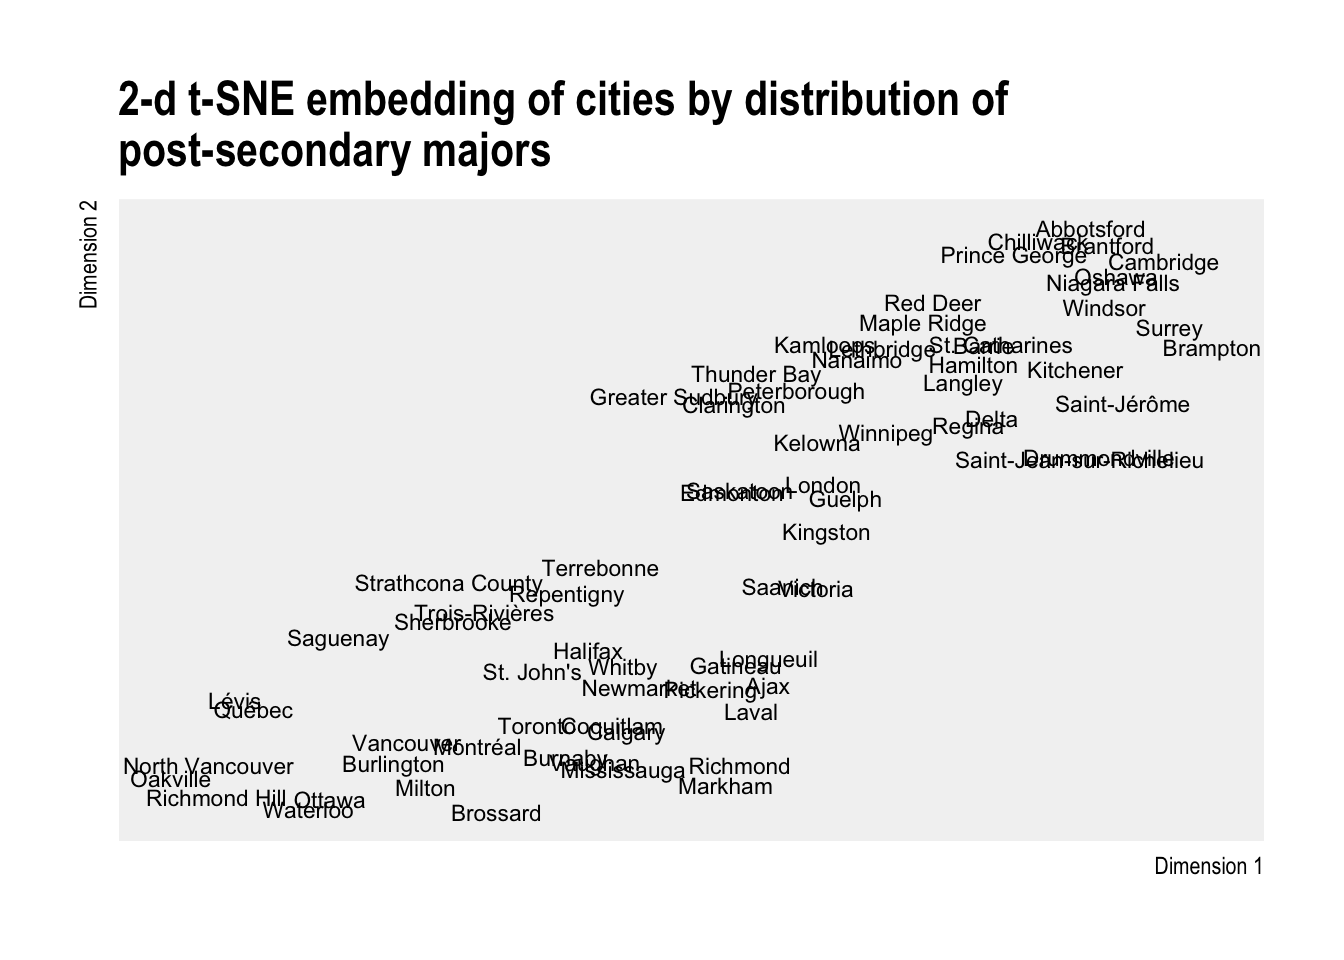 2-d t-SNE embedding of cities by distribution of
post-secondary majors
Dimension 2
Abbotsford
Chilliwack
Brantford
Prince George
Cambridge
Oshawa
Niagara Falls
Red Deer
Windsor
Maple Ridge
Surrey
Kamloops
Lethbridge
St. Catharines
Barrie
Brampton
Nanaimo
Hamilton
Kitchener
Thunder Bay
Langley
Peterborough
Greater Sudbury
Clarington
Saint-Jérôme
Delta
Regina
Winnipeg
Kelowna
Drummondville
Saint-Jean-sur-Richelieu
London
Saskatoon
Edmonton
Guelph
Kingston
Terrebonne
Strathcona County
Saanich
Victoria
Repentigny
Trois-Rivières
Sherbrooke
Saguenay
Halifax
Longueuil
Gatineau
Whitby
St. John's
Newmarket
Pickering
Ajax
Lévis
Québec
Laval
Toronto
Coquitlam
Calgary
Vancouver
Montréal
Burnaby
Vaughan
Burlington
North Vancouver
Mississauga
Richmond
Oakville
Markham
Milton
Richmond Hill
Ottawa
Waterloo
Brossard
Dimension 1